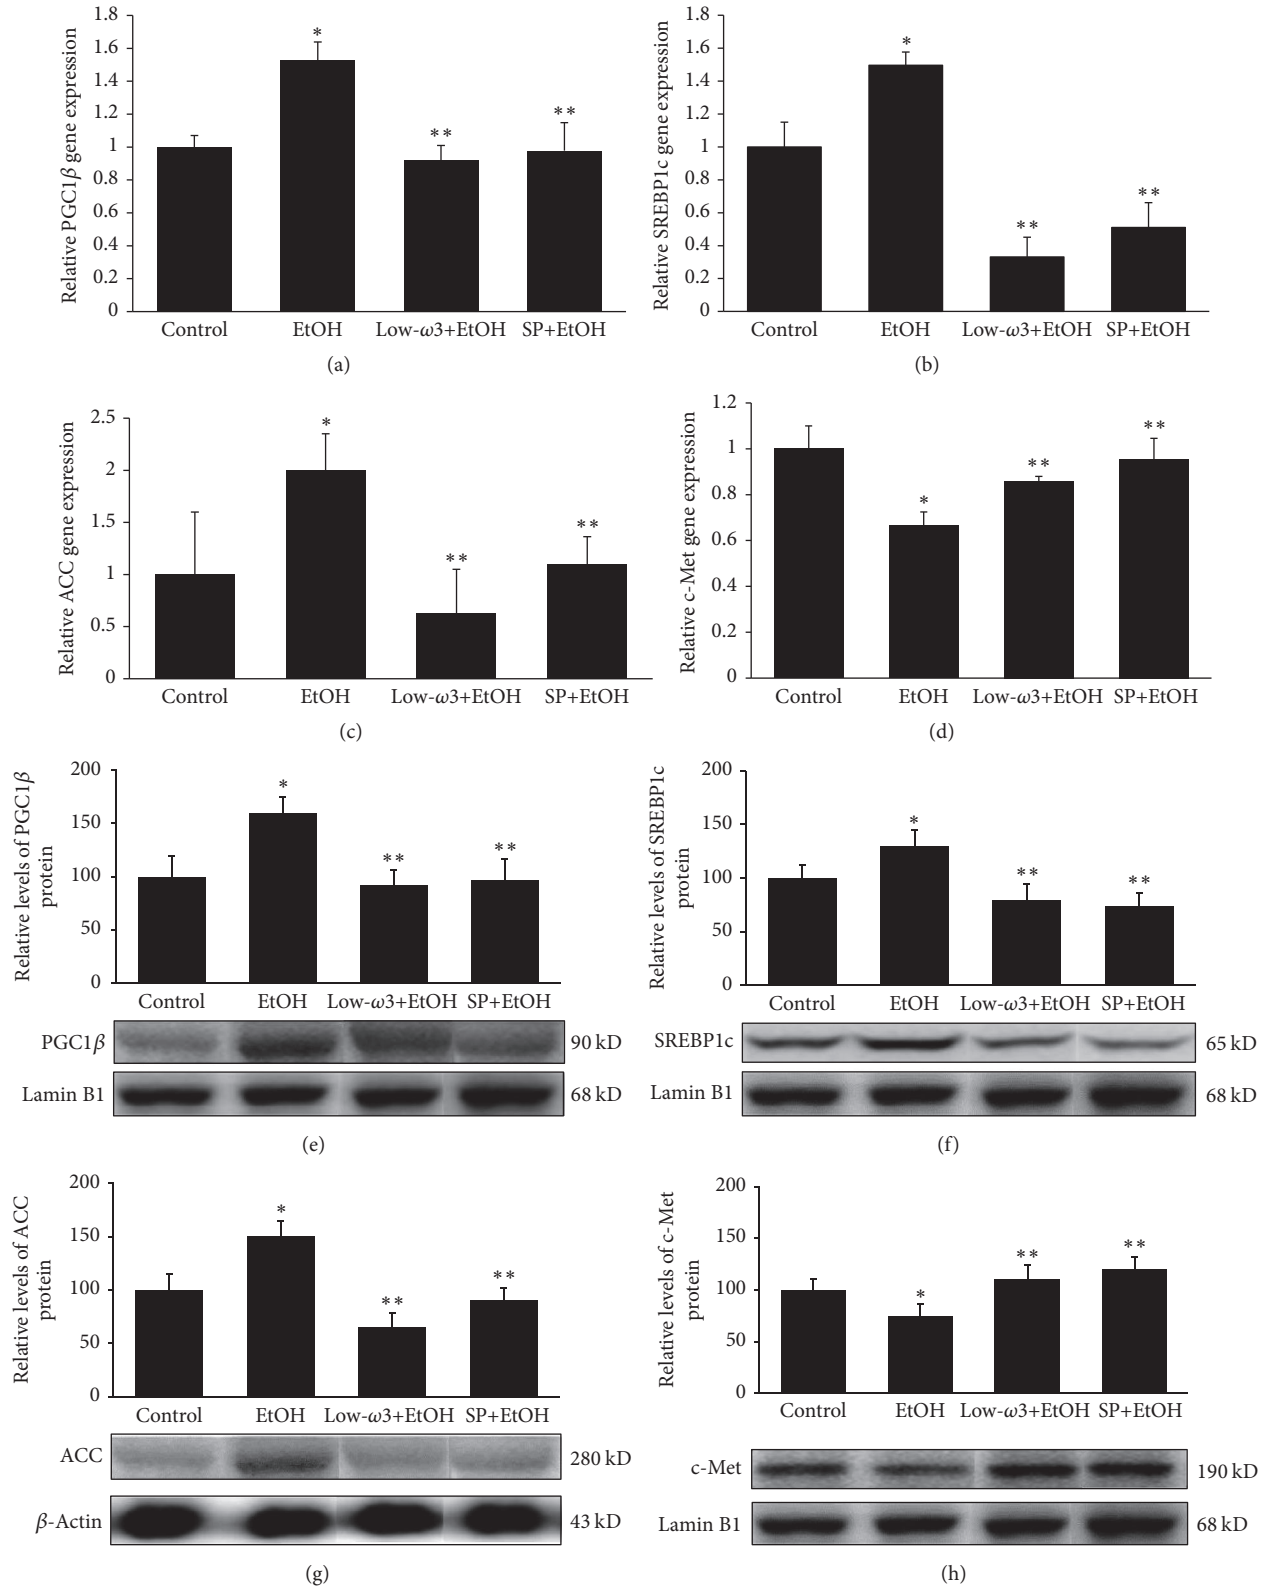 Relative PGC1β gene expression
1.8
1.6
1.4
1.2
1
0.8
0.6
0.4
0.2
0
*
**
**
Control EtOH Low-ω3+EtOH SP+EtOH
(a)
Relative SREBP1c gene expression
1.8
1.6
1.4
1.2
1
0.8
0.6
0.4
0.2
0
*
**
**
Control EtOH Low-ω3+EtOH SP+EtOH
(b)
Relative ACC gene expression
2.5
2
1.5
1
0.5
0
*
**
**
Control EtOH Low-ω3+EtOH SP+EtOH
(c)
Relative c-Met gene expression
1.2
1
0.8
0.6
0.4
0.2
0
*
**
**
Control EtOH Low-ω3+EtOH SP+EtOH
(d)
Relative levels of PGC1β
protein
200
150
100
50
0
*
**
**
Control EtOH Low-ω3+EtOH SP+EtOH
PGC1β 90 kD
Lamin B1 68 kD
(e)
Relative levels of SREBP1c
protein
200
150
100
50
0
*
**
**
Control EtOH Low-ω3+EtOH SP+EtOH
SREBP1c 65 kD
Lamin B1 68 kD
(f)
Relative levels of ACC
protein
200
150
100
50
0
*
**
**
Control EtOH Low-ω3+EtOH SP+EtOH
ACC 280 kD
β-Actin 43 kD
(g)
Relative levels of c-Met
protein
200
150
100
50
0
*
**
**
Control EtOH Low-ω3+EtOH SP+EtOH
c-Met 190 kD
Lamin B1 68 kD
(h)